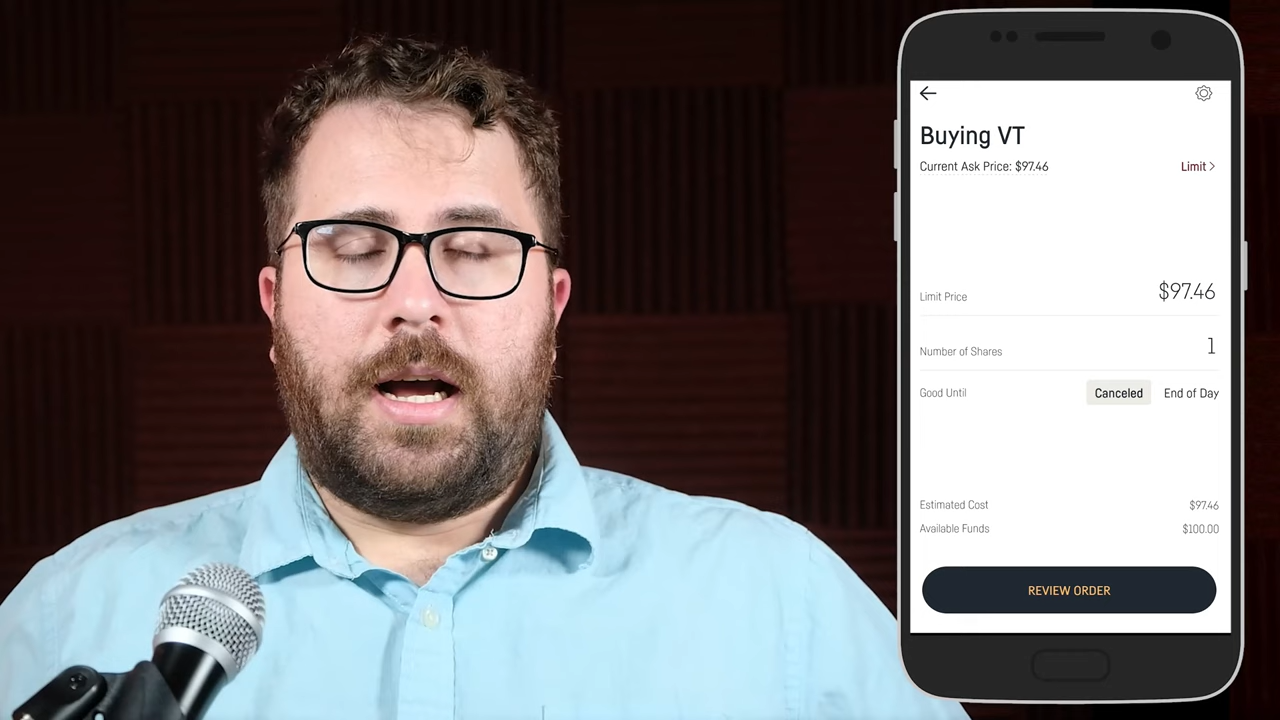 Buying VT
Current Ask Price: $97.46 Limit >
Limit Price $97.46
Number of Shares 1
Good Until Canceled End of Day
Estimated Cost $97.46
Available Funds $100.00
REVIEW ORDER